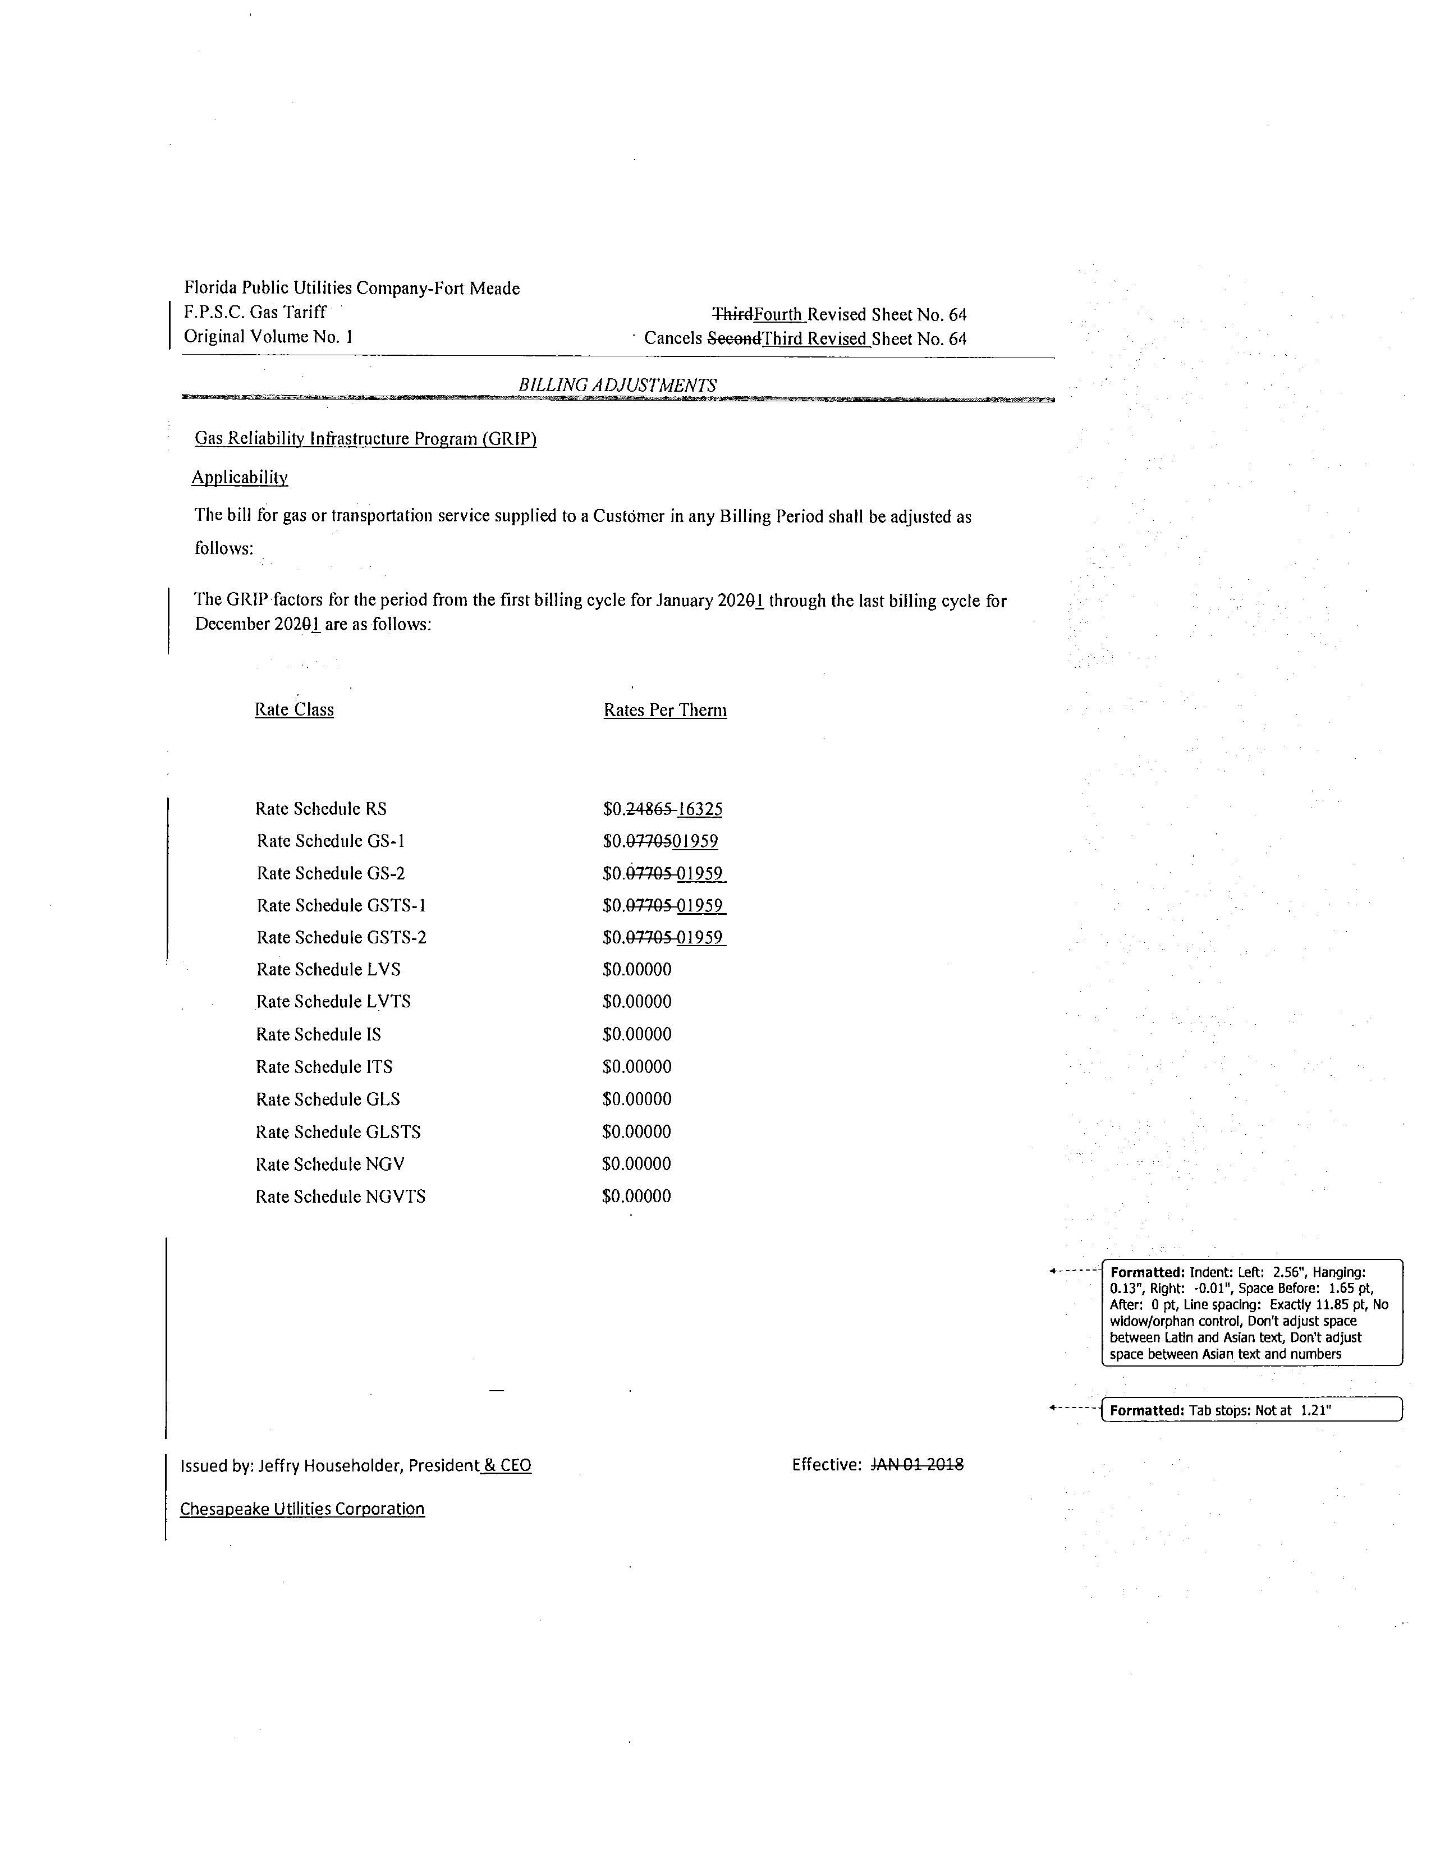 Florida Public Utilities Company-Fort Meade
F.P.S.C. Gas Tariff
ThirdFourth Revised Sheet No. 64
Original Volume No. 1
Cancels SecondThird Revised Sheet No. 64
BILLING ADJUSTMENTS
Gas Reliability Infrastructure Program (GRIP)
Applicability
The bill for gas or transportation service supplied to a Customer in any Billing Period shall be adjusted as
follows:
The GRIP factors for the period from the first billing cycle for January 20201 through the last billing cycle for
December 20201 are as follows:
Rate Class Rates Per Therm
Rate Schedule RS $0.24865 16325
Rate Schedule GS-1 $0.0770501959
Rate Schedule GS-2 $0.07705 01959
Rate Schedule GSTS-1 $0.07705 01959
Rate Schedule GSTS-2 $0.07705 01959
Rate Schedule LVS $0.00000
Rate Schedule LVTS $0.00000
Rate Schedule IS $0.00000
Rate Schedule ITS $0.00000
Rate Schedule GLS $0.00000
Rate Schedule GLSTS $0.00000
Rate Schedule NGV $0.00000
Rate Schedule NGVTS $0.00000
Formatted: Indent: Left: 2.56", Hanging:
0.13", Right: -0.01", Space Before: 1.65 pt,
After: 0 pt, Line spacing: Exactly 11.85 pt, No
widow/orphan control, Don't adjust space
between Latin and Asian text, Don't adjust
space between Asian text and numbers
Formatted: Tab stops: Not at 1.21"
Issued by: Jeffry Householder, President & CEO Effective: JAN 01 2018
Chesapeake Utilities Corporation